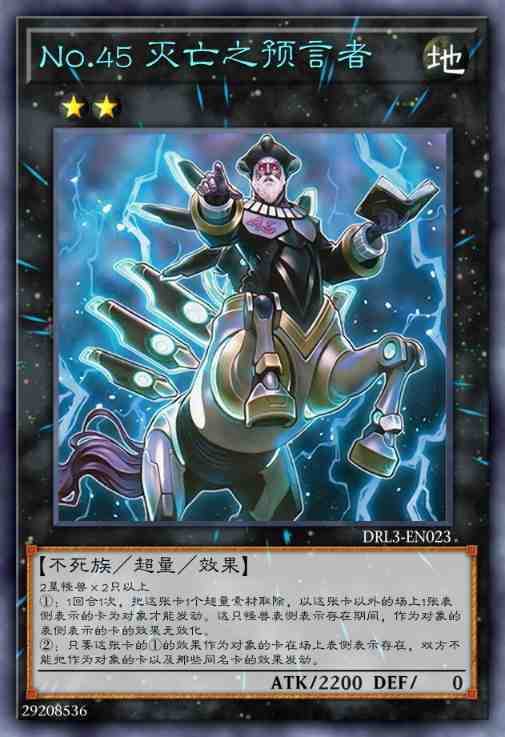 No.45 灭亡之预言者
地
DRL3-EN023
【不死族／超量／效果】
2星怪兽×2只以上
①：1回合1次，把这张卡1个超量素材取除，以这张卡以外的场上1张表
侧表示的卡为对象才能发动。这只怪兽表侧表示存在期间，作为对象的
表侧表示的卡的效果无效化。
②：只要这张卡的①的效果作为对象的卡在场上表侧表示存在，双方不
能把作为对象的卡以及那些同名卡的效果发动。
ATK/2200 DEF/ 0
29208536